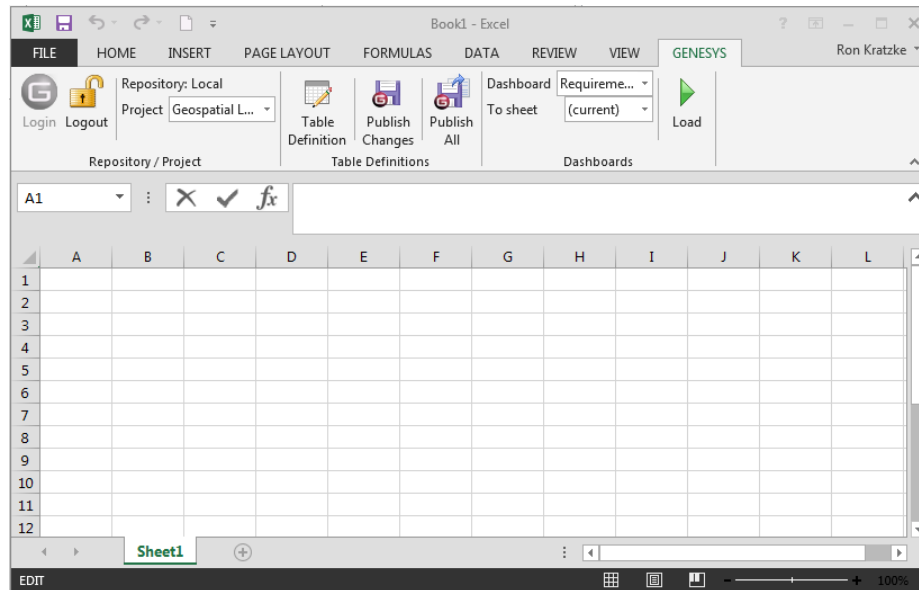 Book1 - Excel
FILE HOME INSERT PAGE LAYOUT FORMULAS DATA REVIEW VIEW GENESYS Ron Kratzke
Login
Logout
Repository: Local
Project Geospatial L...
Repository / Project
Table Definition
Publish Changes
Publish All
Table Definitions
Dashboard Requireme...
To sheet (current)
Load
Dashboards
A1 fx
A B C D E F G H I J K L
1
2
3
4
5
6
7
8
9
10
11
12
Sheet1
EDIT 100%